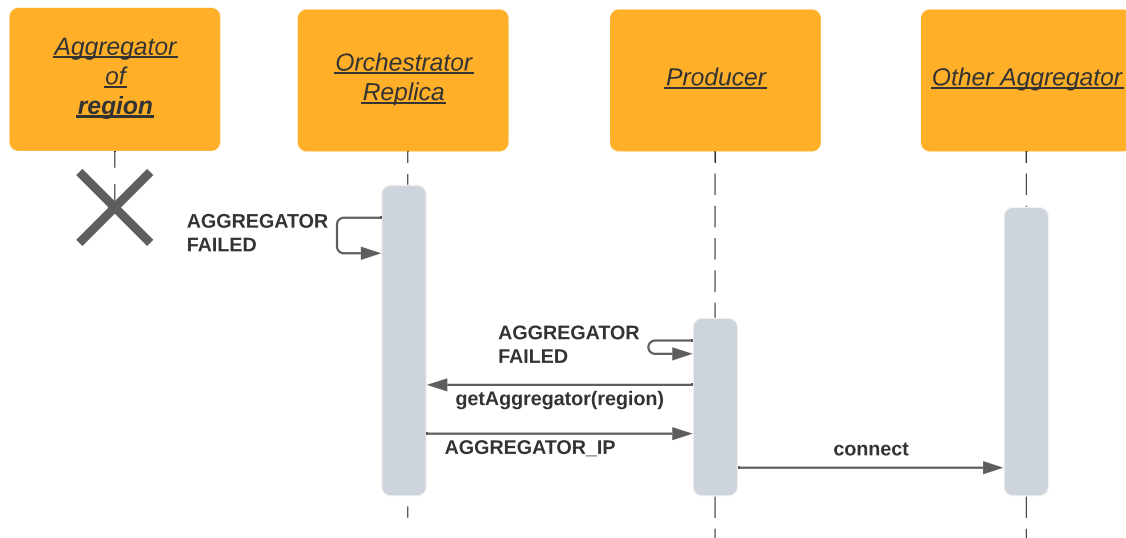 Aggregator
of
region
Orchestrator
Replica
Producer
Other Aggregator
AGGREGATOR
FAILED
AGGREGATOR
FAILED
getAggregator(region)
AGGREGATOR_IP
connect